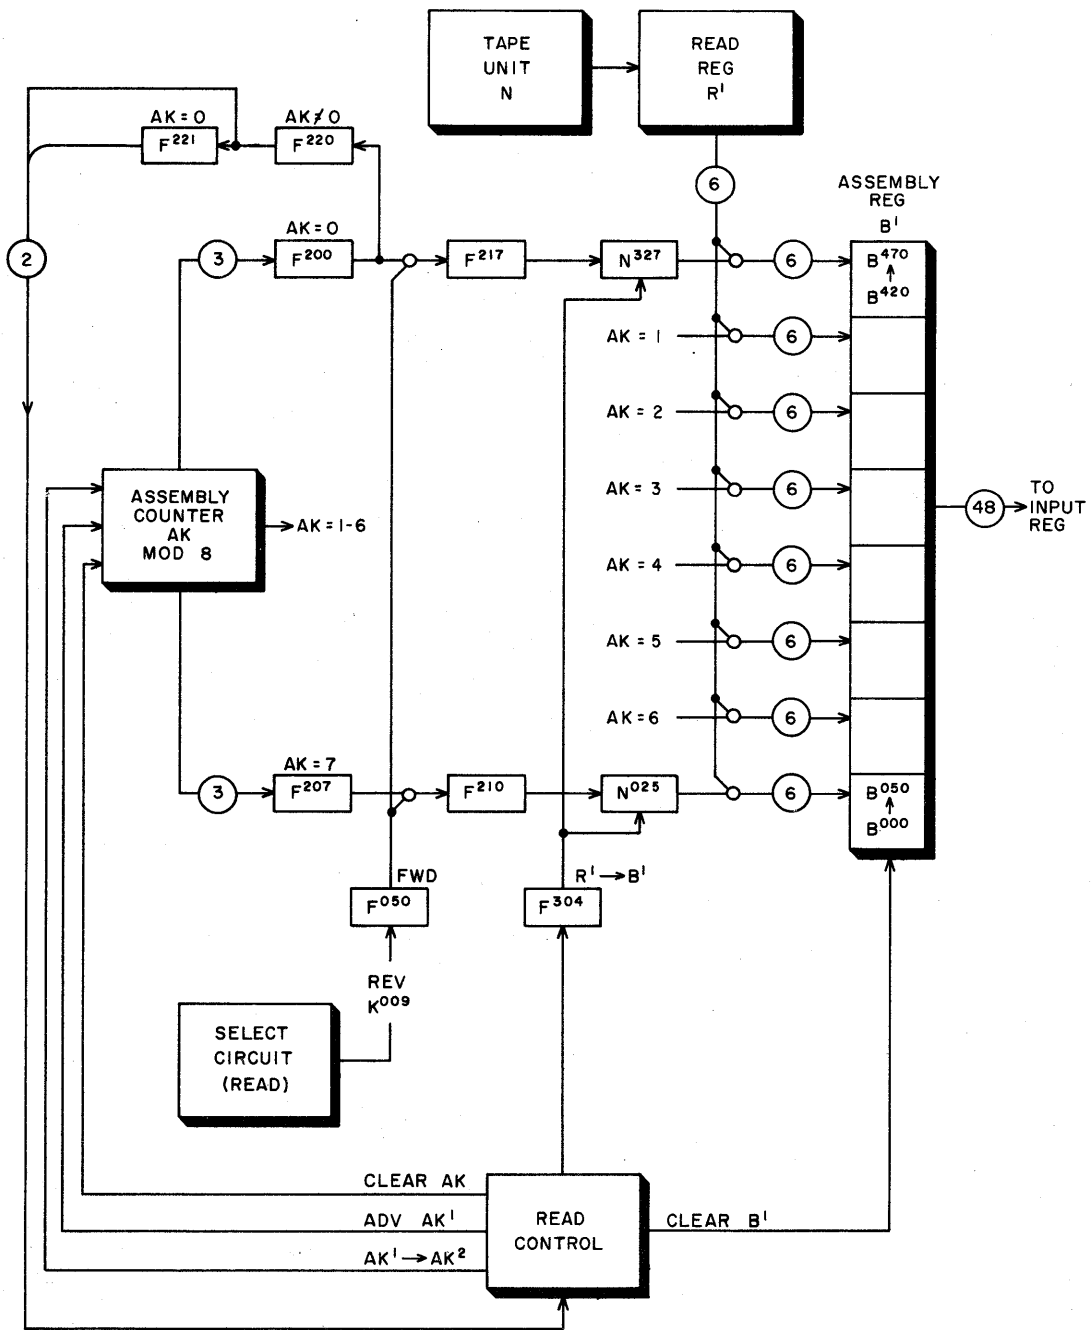 TAPE
UNIT
N
READ
REG
R¹
AK = 0
AK ≠ 0
F²²¹
F²²⁰
6
ASSEMBLY
REG
B¹
AK = 0
2
3
F²⁰⁰
F²¹⁷
N³²⁷
6
B⁴⁷⁰
B⁴²⁰
AK = 1
6
AK = 2
6
ASSEMBLY
COUNTER
AK
MOD 8
AK = 1-6
AK = 3
6
48
TO
INPUT
REG
AK = 4
6
AK = 5
6
AK = 6
6
AK = 7
3
F²⁰⁷
F²¹⁰
N⁰²⁵
6
B⁰⁵⁰
B⁰⁰⁰
FWD
R¹ → B¹
F⁰⁵⁰
F³⁰⁴
REV
K⁰⁰⁹
SELECT
CIRCUIT
(READ)
CLEAR AK
ADV AK¹
AK¹ → AK²
READ
CONTROL
CLEAR B¹